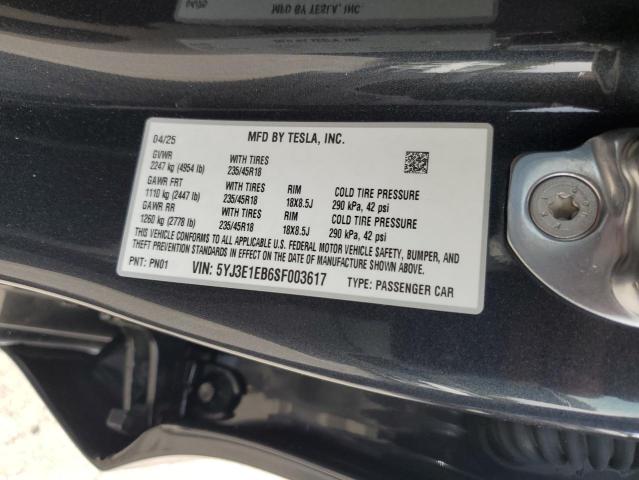 MFD BY TESLA, INC.
04/25 MFD BY TESLA, INC.
GVWR WITH TIRES
2247 kg (4954 lb) 235/45R18
GAWR FRT WITH TIRES RIM COLD TIRE PRESSURE
1110 kg (2447 lb) 235/45R18 18X8.5J 290 kPa, 42 psi
GAWR RR WITH TIRES RIM COLD TIRE PRESSURE
1260 kg (2778 lb) 235/45R18 18X8.5J 290 kPa, 42 psi
THIS VEHICLE CONFORMS TO ALL APPLICABLE U.S. FEDERAL MOTOR VEHICLE SAFETY, BUMPER, AND
THEFT PREVENTION STANDARDS IN EFFECT ON THE DATE OF MANUFACTURE SHOWN ABOVE.
PNT: PN01 VIN: 5YJ3E1EB6SF003617 TYPE: PASSENGER CAR